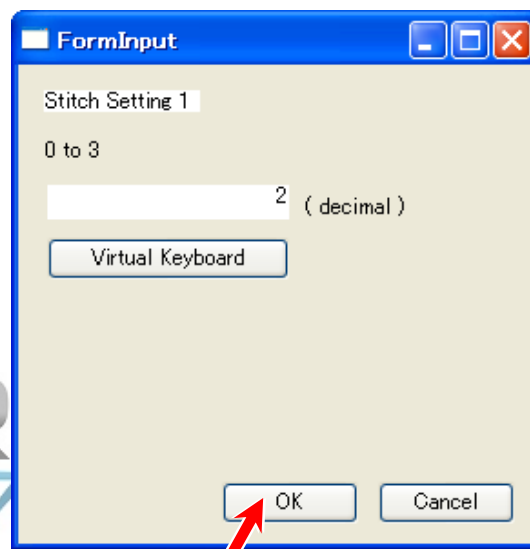 FormInput
Stitch Setting 1
0 to 3
2 ( decimal )
Virtual Keyboard
OK Cancel